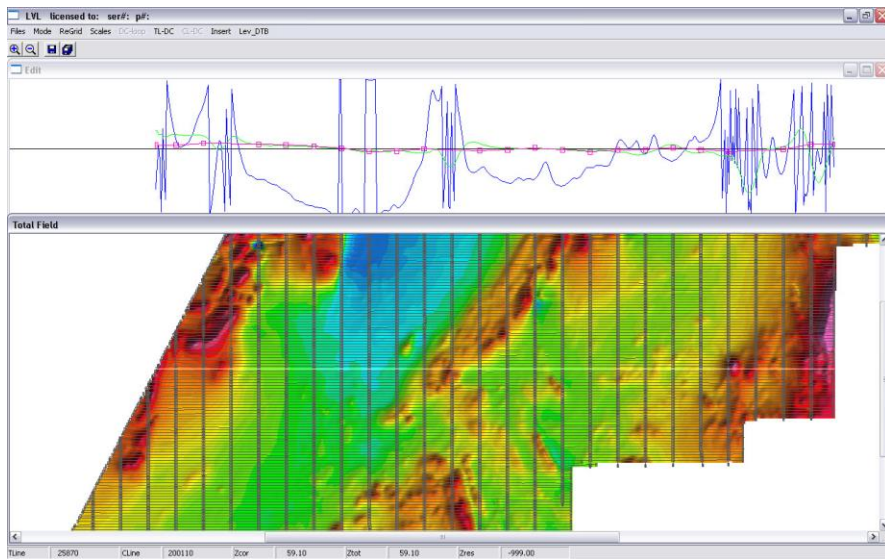 LVL licensed to: ser#: p#:
Files Mode ReGrid Scales DC-loop TL-DC CL-DC Insert Lev_DTB
Edit
Total Field
TLine 25870 CLine 200110 Zcor 59.10 Ztot 59.10 Zres -999.00